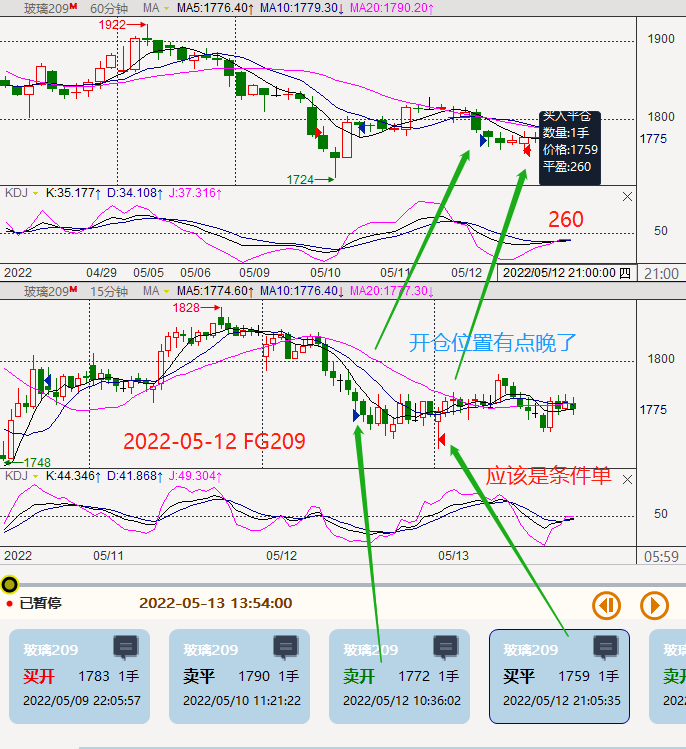 玻璃209M 60分钟 MA MA5:1776.40↑ MA10:1779.30↓ MA20:1790.20↑
1922
1900
1800
1775
1724
买入平仓
数量:1手
价格:1759
平盈:260
KDJ K:35.177↑ D:34.108↑ J:37.316↑
260
50
2022 04/29 05/05 05/06 05/09 05/10 05/11 05/12 2022/05/12 21:00:00 四 21:00
玻璃209M 15分钟 MA MA5:1774.60↑ MA10:1776.40↓ MA20:1777.30↓
1828
开仓位置有点晚了
1800
1775
2022-05-12 FG209
1748
KDJ K:44.346↑ D:41.868↑ J:49.304↑
应该是条件单
50
2022 05/11 05/12 05/13 05:59
已暂停 2022-05-13 13:54:00
玻璃209
买开 1783 1手
2022/05/09 22:05:57
玻璃209
卖平 1790 1手
2022/05/10 11:21:22
玻璃209
卖开 1772 1手
2022/05/12 10:36:02
玻璃209
买平 1759 1手
2022/05/12 21:05:35
玻璃209
卖开
2022